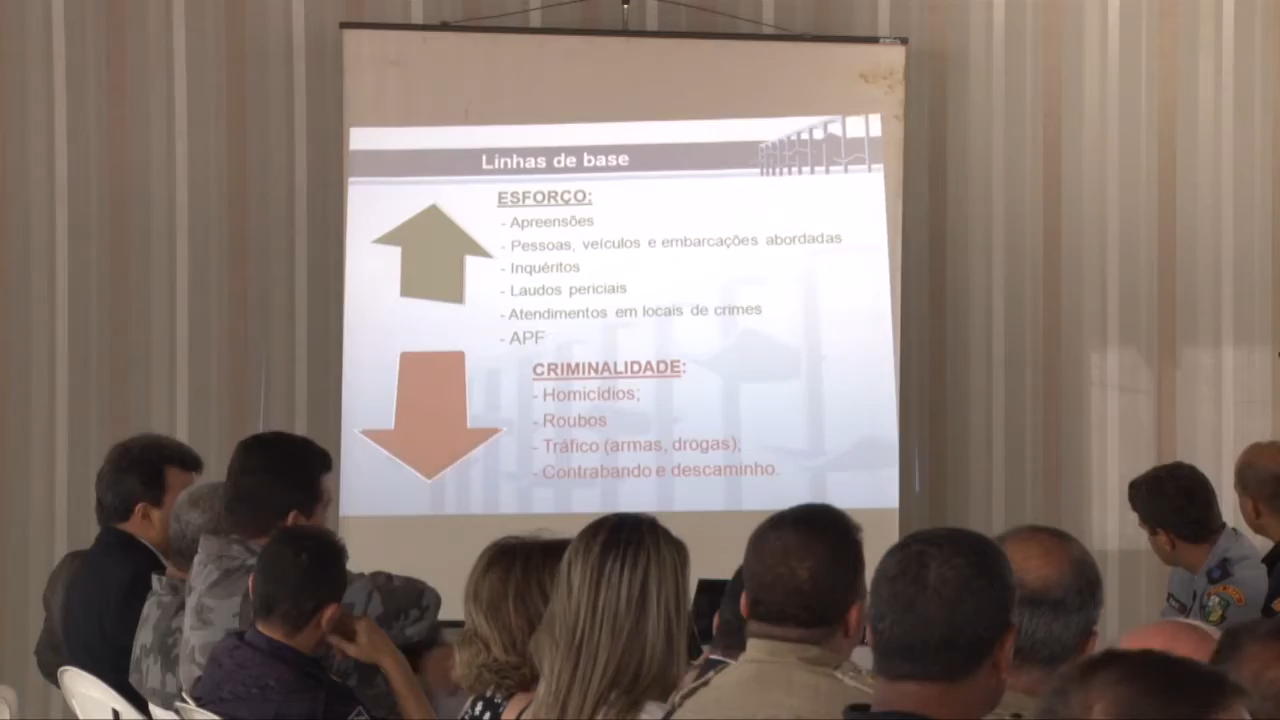 Linhas de base
ESFORÇO:
- Apreensões
- Pessoas, veículos e embarcações abordadas
- Inquéritos
- Laudos periciais
- Atendimentos em locais de crimes
- APF
CRIMINALIDADE:
- Homicídios;
- Roubos
- Tráfico (armas, drogas);
- Contrabando e descaminho.